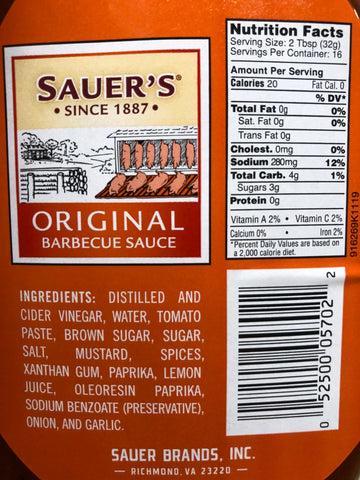 SAUER'S®
• SINCE 1887 •
ORIGINAL
BARBECUE SAUCE
INGREDIENTS: DISTILLED AND
CIDER VINEGAR, WATER, TOMATO
PASTE, BROWN SUGAR, SUGAR,
SALT, MUSTARD, SPICES,
XANTHAN GUM, PAPRIKA, LEMON
JUICE, OLEORESIN PAPRIKA,
SODIUM BENZOATE (PRESERVATIVE),
ONION, AND GARLIC.
Nutrition Facts
Serving Size: 2 Tbsp (32g)
Servings Per Container: 16
Amount Per Serving
Calories 20 Fat Cal. 0
% DV*
Total Fat 0g 0%
Sat. Fat 0g 0%
Trans Fat 0g
Cholest. 0mg 0%
Sodium 280mg 12%
Total Carb. 4g 1%
Sugars 3g
Protein 0g
Vitamin A 2% • Vitamin C 2%
Calcium 0% • Iron 2%
*Percent Daily Values are based on
a 2,000 calorie diet.
916269K1119
0 52500 05702 2
SAUER BRANDS, INC.
— RICHMOND, VA 23220 —